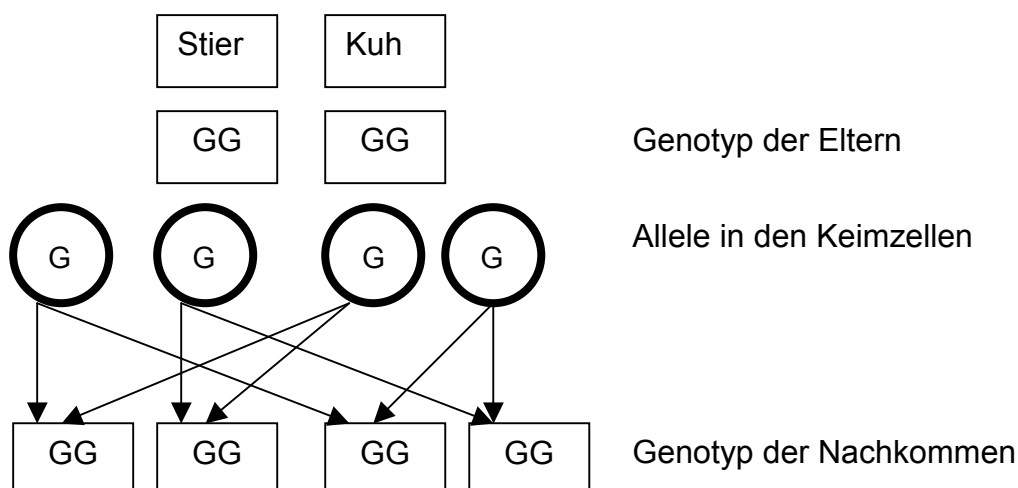 Stier Kuh
GG GG Genotyp der Eltern
G G G G Allele in den Keimzellen
GG GG GG GG Genotyp der Nachkommen